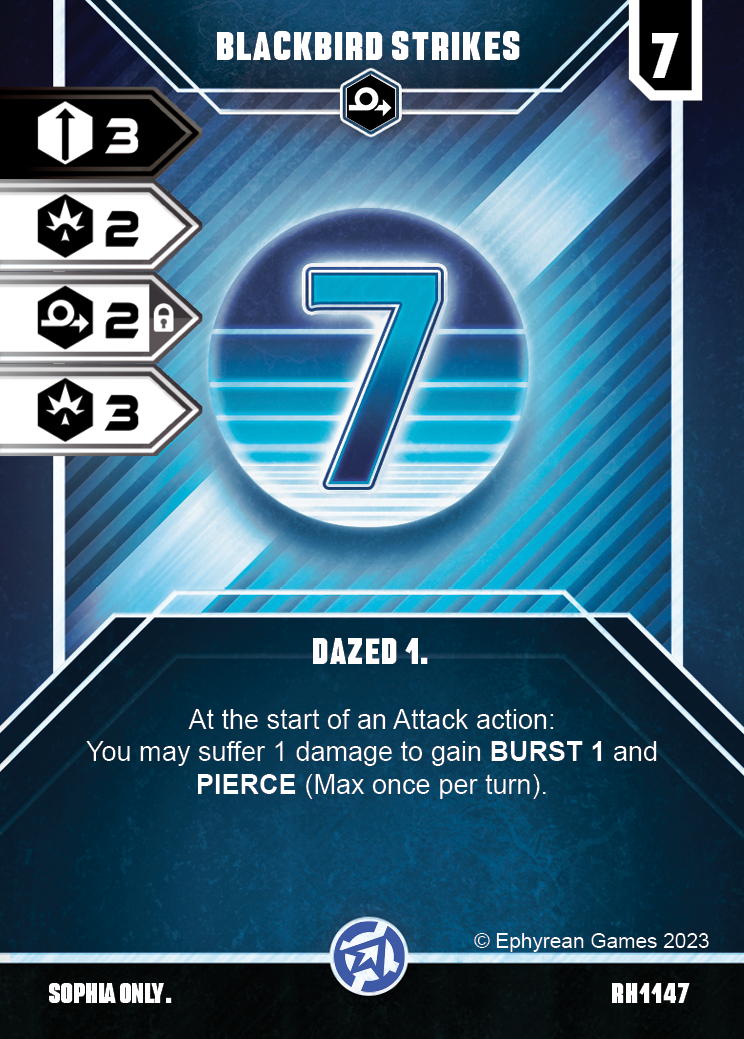 BLACKBIRD STRIKES
7
3
2
2
3
7
DAZED 1.
At the start of an Attack action:
You may suffer 1 damage to gain BURST 1 and
PIERCE (Max once per turn).
© Ephyrean Games 2023
SOPHIA ONLY.
RH1147